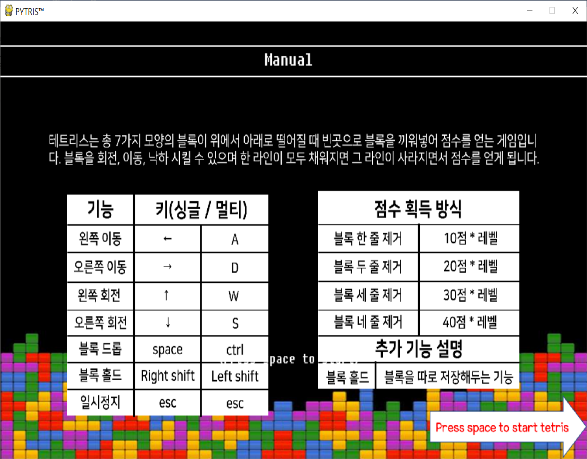 PYTRIS™
Manual
테트리스는 총 7가지 모양의 블록이 위에서 아래로 떨어질 때 빈곳으로 블록을 끼워넣어 점수를 얻는 게임입니
다. 블록을 회전, 이동, 낙하 시킬 수 있으며 한 라인이 모두 채워지면 그 라인이 사라지면서 점수를 얻게 됩니다.
기능 키(싱글 / 멀티)
왼쪽 이동 ← A
오른쪽 이동 → D
왼쪽 회전 ↑ W
오른쪽 회전 ↓ S
블록 드롭 space ctrl
블록 홀드 Right shift Left shift
일시정지 esc esc
점수 획득 방식
블록 한 줄 제거 10점 * 레벨
블록 두 줄 제거 20점 * 레벨
블록 세 줄 제거 30점 * 레벨
블록 네 줄 제거 40점 * 레벨
추가 기능 설명
블록 홀드 블록을 따로 저장해두는 기능
space to
Press space to start tetris